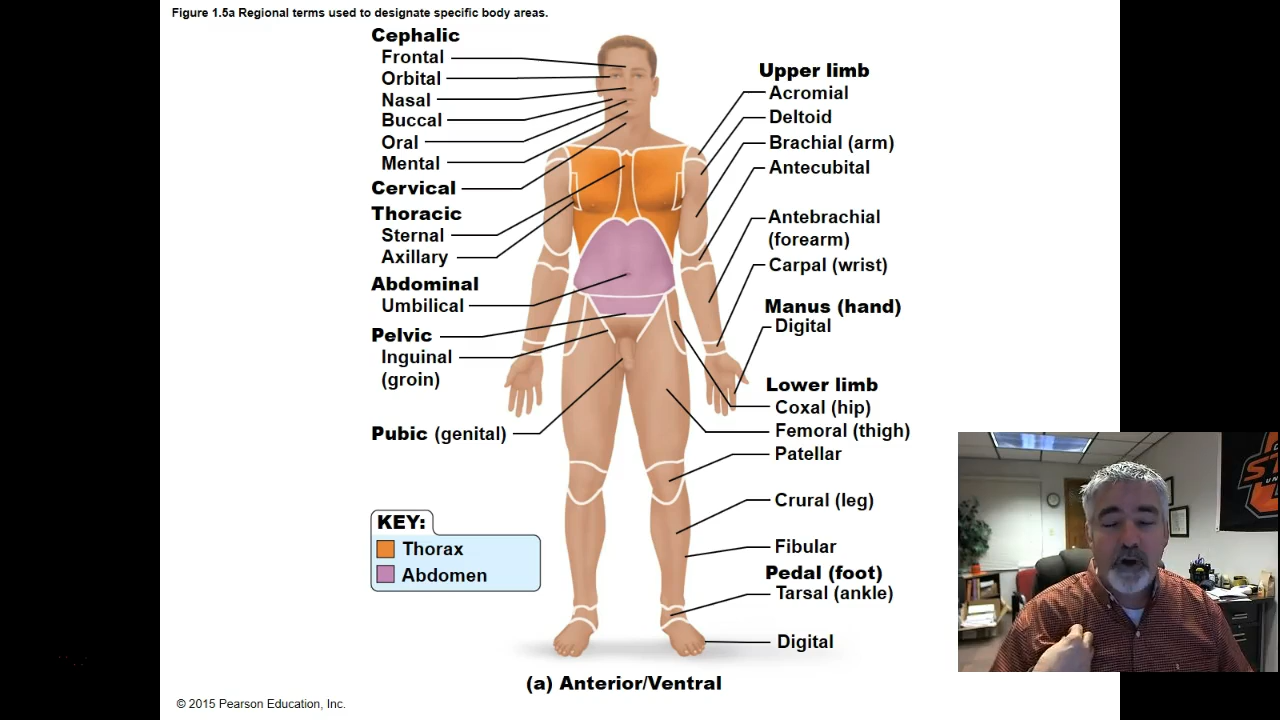 Figure 1.5a Regional terms used to designate specific body areas.
Cephalic
Frontal
Orbital
Nasal
Buccal
Oral
Mental
Cervical
Thoracic
Sternal
Axillary
Abdominal
Umbilical
Pelvic
Inguinal
(groin)
Pubic (genital)
KEY:
Thorax
Abdomen
Upper limb
Acromial
Deltoid
Brachial (arm)
Antecubital
Antebrachial
(forearm)
Carpal (wrist)
Manus (hand)
Digital
Lower limb
Coxal (hip)
Femoral (thigh)
Patellar
Crural (leg)
Fibular
Pedal (foot)
Tarsal (ankle)
Digital
(a) Anterior/Ventral
© 2015 Pearson Education, Inc.